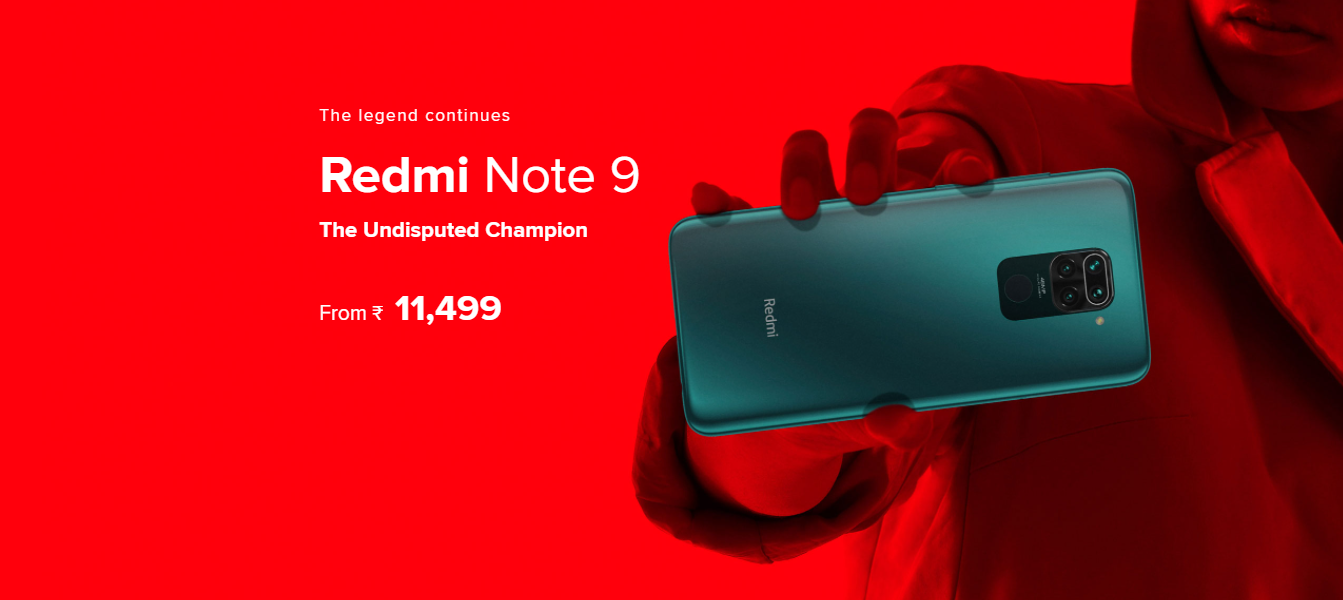 The legend continues
Redmi Note 9
The Undisputed Champion
From ₹ 11,499
Redmi